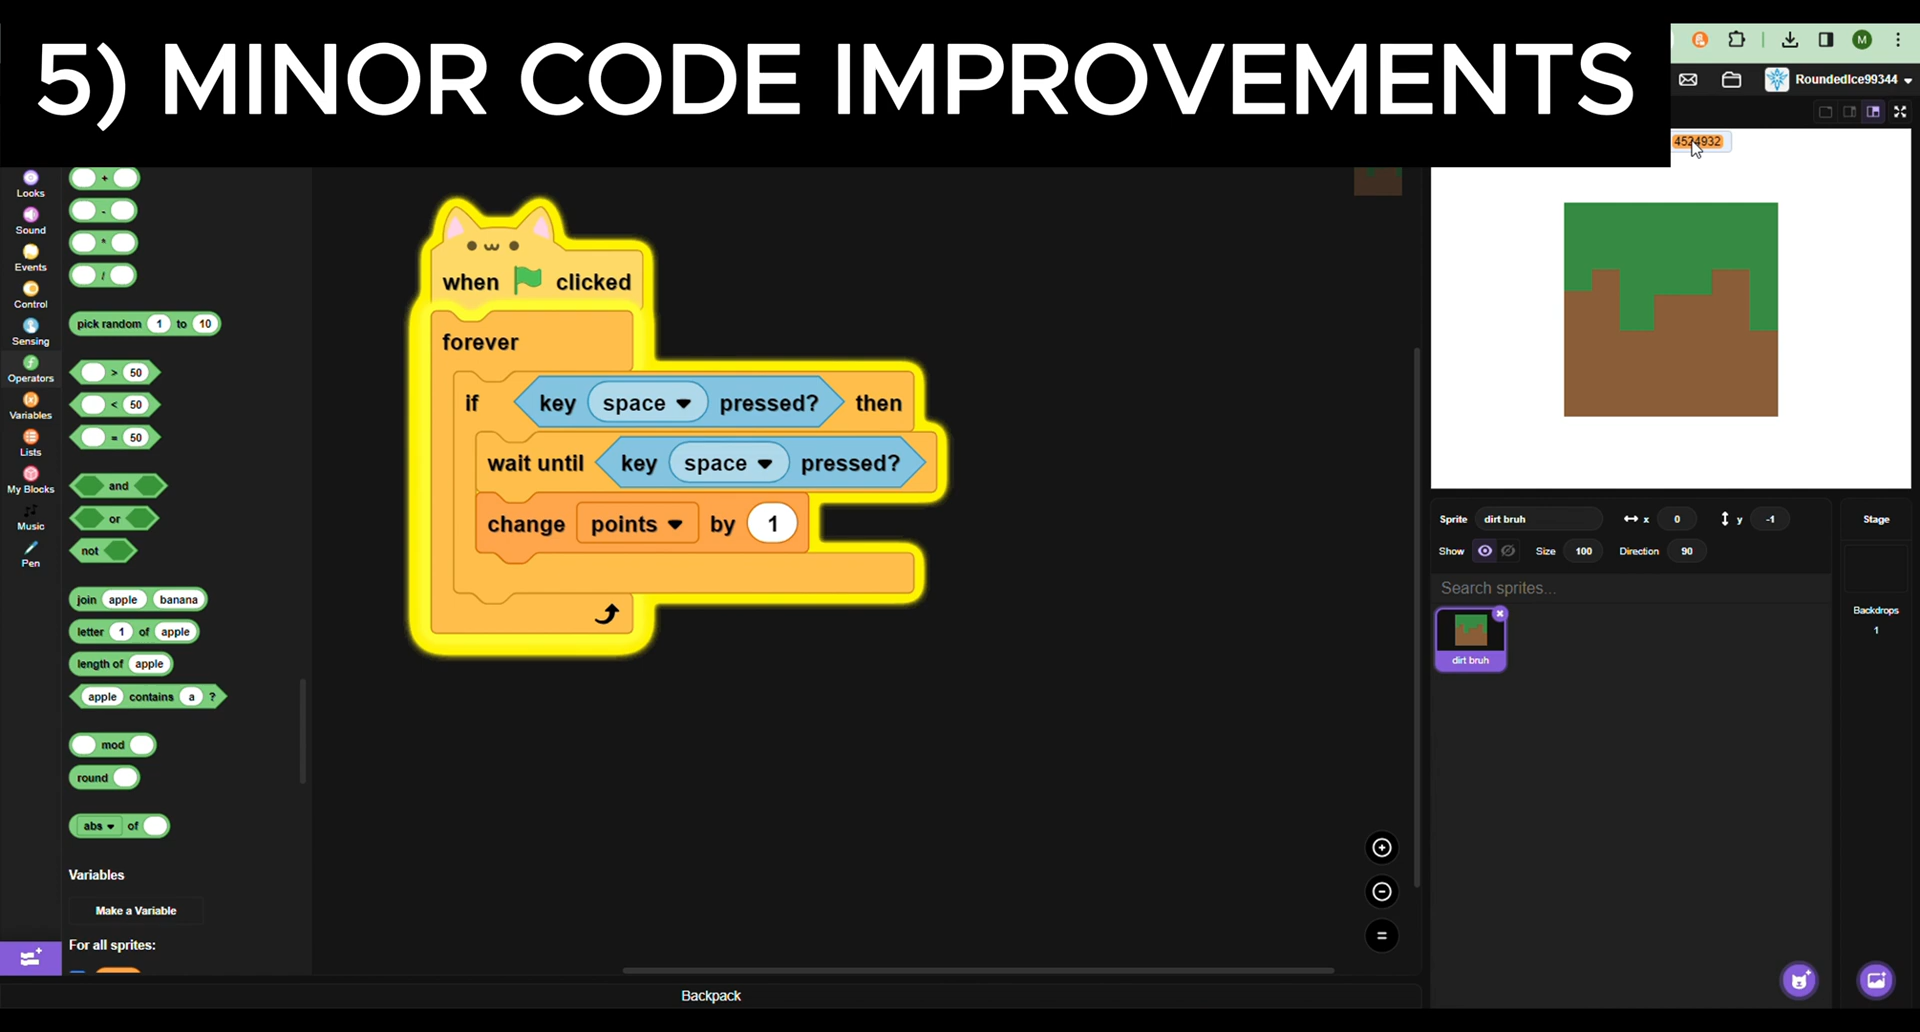 5) MINOR CODE IMPROVEMENTS
M
RoundedIce99344
4524932
Looks
Sound
Events
Control
Sensing
Operators
Variables
Lists
My Blocks
Music
Pen
+
-
*
/
pick random 1 to 10
> 50
< 50
= 50
and
or
not
join apple banana
letter 1 of apple
length of apple
apple contains a ?
mod
round
abs of
Variables
Make a Variable
For all sprites:
when clicked
forever
if key space pressed? then
wait until key space pressed?
change points by 1
Backpack
Sprite dirt bruh x 0 y -1
Show Size 100 Direction 90
Search sprites...
dirt bruh
Stage
Backdrops
1